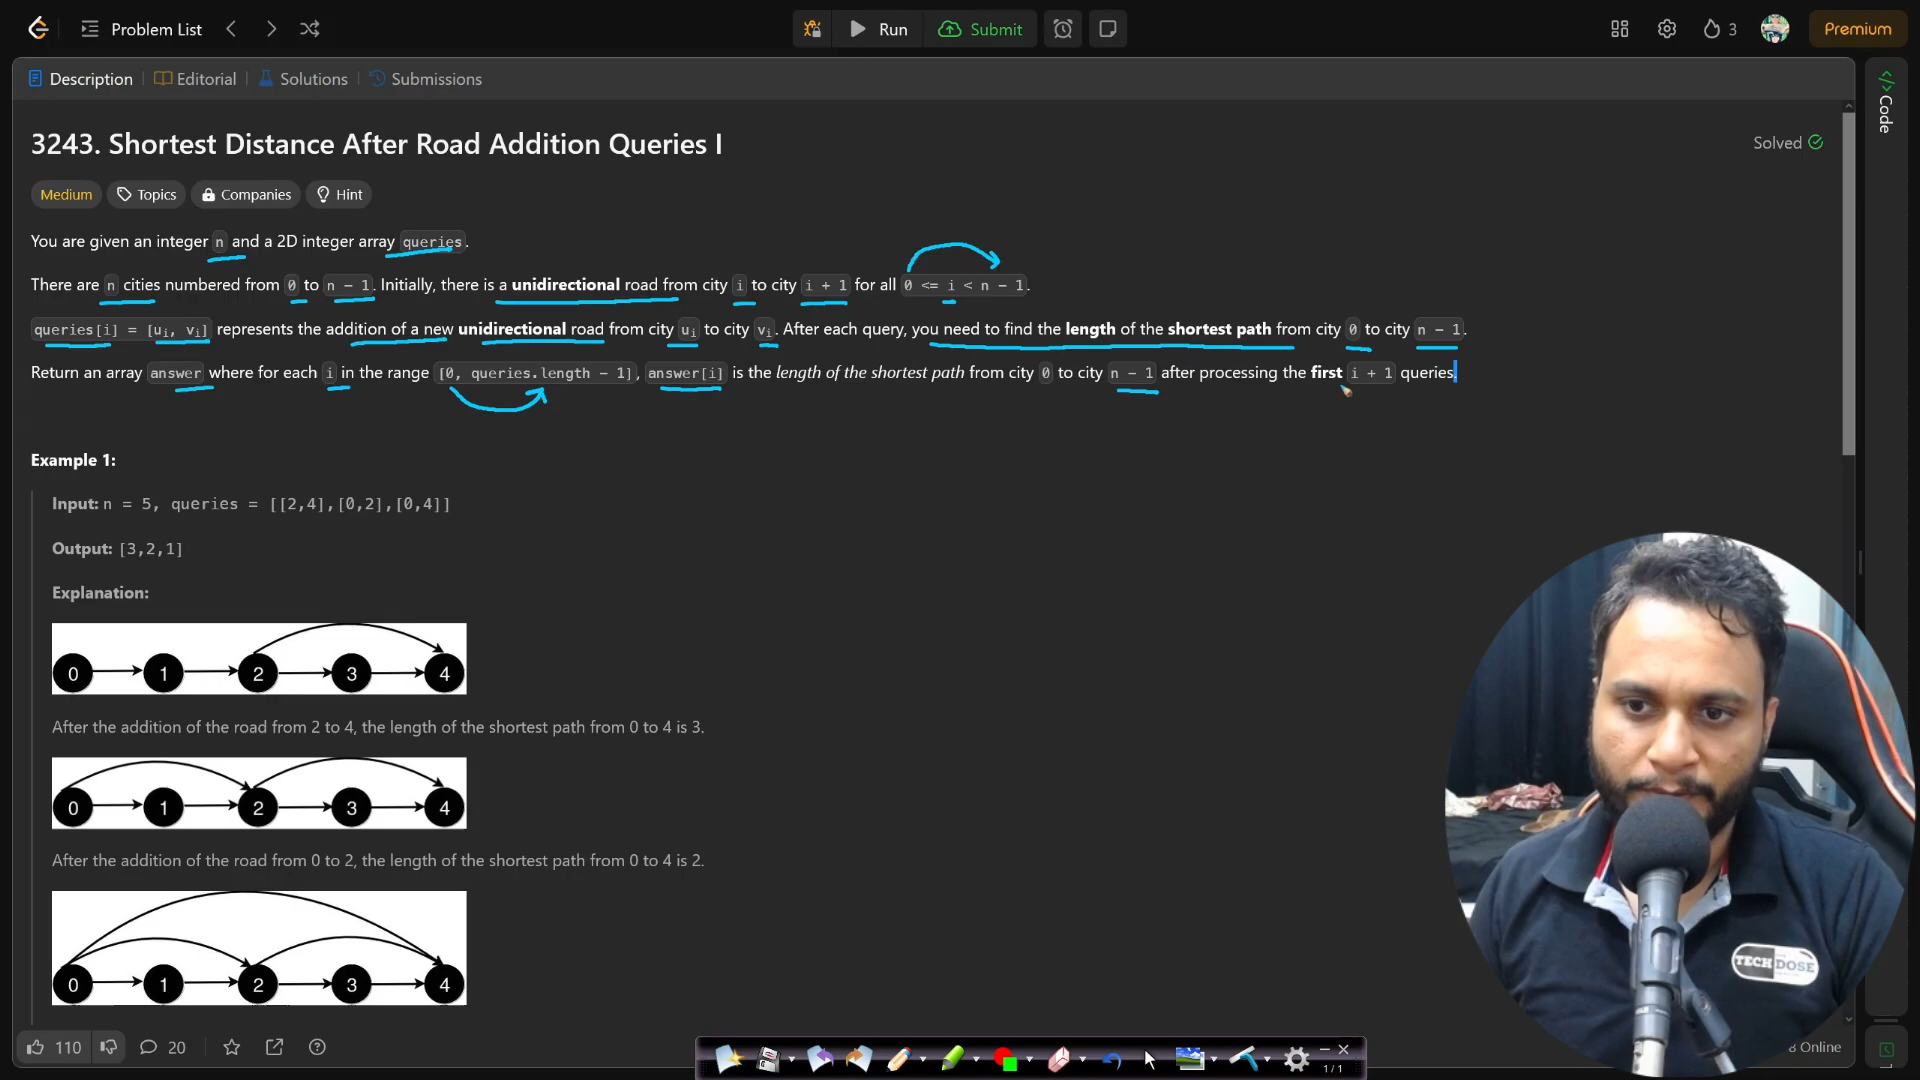 Problem List
Run
Submit
3
Premium
Description
Editorial
Solutions
Submissions
Code
3243. Shortest Distance After Road Addition Queries I
Solved
Medium
Topics
Companies
Hint
You are given an integer n and a 2D integer array queries.
There are n cities numbered from 0 to n - 1. Initially, there is a unidirectional road from city i to city i + 1 for all 0 <= i < n - 1.
queries[i] = [ui, vi] represents the addition of a new unidirectional road from city ui to city vi. After each query, you need to find the length of the shortest path from city 0 to city n - 1.
Return an array answer where for each i in the range [0, queries.length - 1], answer[i] is the length of the shortest path from city 0 to city n - 1 after processing the first i + 1 queries.
Example 1:
Input: n = 5, queries = [[2,4],[0,2],[0,4]]
Output: [3,2,1]
Explanation:
0 1 2 3 4
After the addition of the road from 2 to 4, the length of the shortest path from 0 to 4 is 3.
0 1 2 3 4
After the addition of the road from 0 to 2, the length of the shortest path from 0 to 4 is 2.
0 1 2 3 4
TECH DOSE
110
20
8 Online
1/1